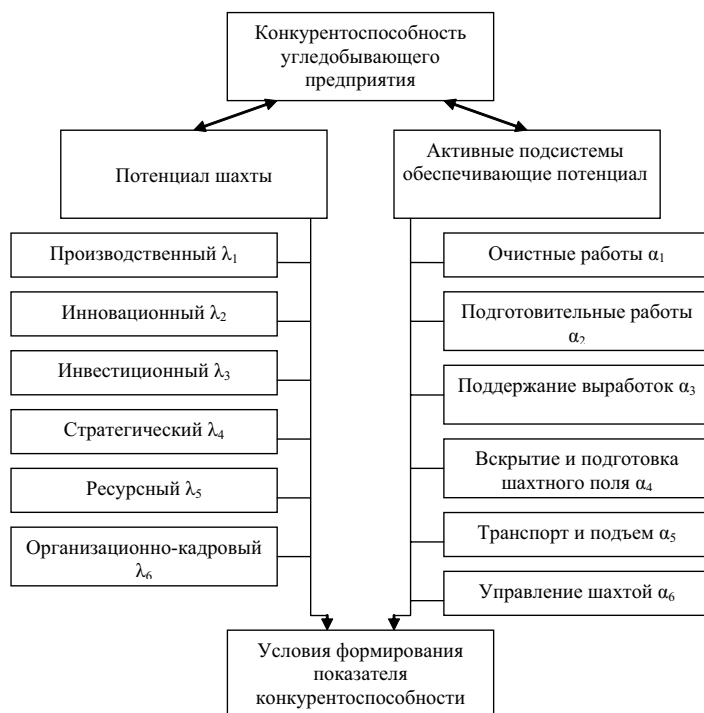 Конкурентоспособность
угледобывающего
предприятия
Потенциал шахты
Активные подсистемы
обеспечивающие потенциал
Производственный λ₁
Инновационный λ₂
Инвестиционный λ₃
Стратегический λ₄
Ресурсный λ₅
Организационно-кадровый
λ₆
Очистные работы α₁
Подготовительные работы
α₂
Поддержание выработок α₃
Вскрытие и подготовка
шахтного поля α₄
Транспорт и подъем α₅
Управление шахтой α₆
Условия формирования
показателя
конкурентоспособности